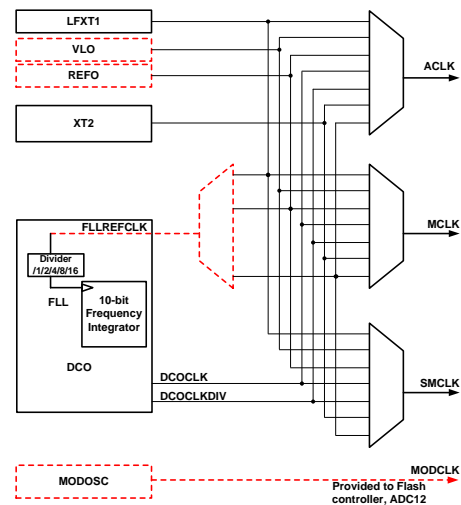 LFXT1
VLO
REFO
ACLK
XT2
FLLREFCLK
MCLK
Divider
/1/2/4/8/16
FLL
10-bit
Frequency
Integrator
DCO
DCOCLK
SMCLK
DCOCLKDIV
MODCLK
MODOSC
Provided to Flash
controller, ADC12